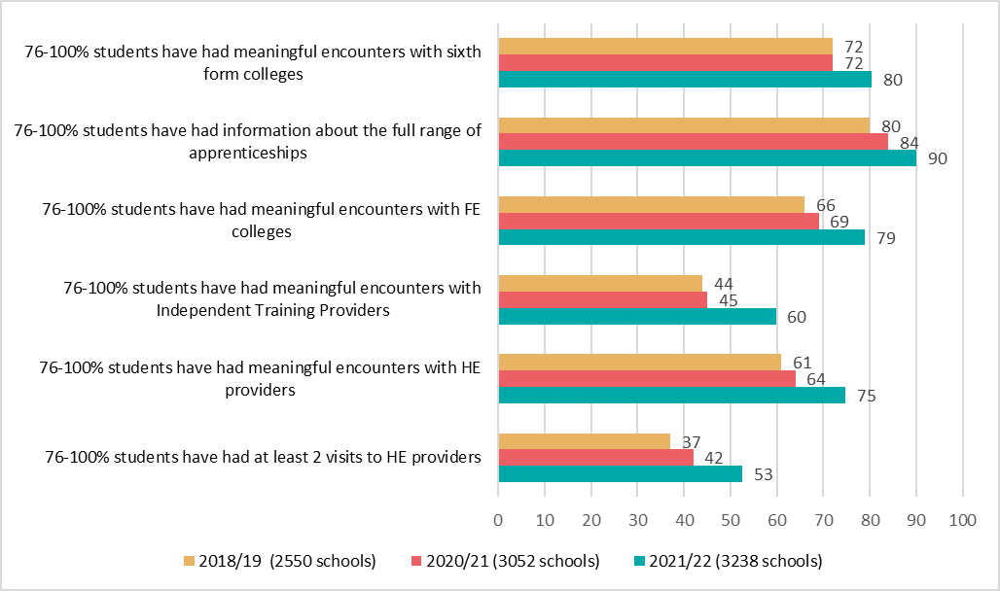 76-100% students have had meaningful encounters with sixth
form colleges
72
72
80
76-100% students have had information about the full range of
apprenticeships
80
84
90
76-100% students have had meaningful encounters with FE
colleges
66
69
79
76-100% students have had meaningful encounters with
Independent Training Providers
44
45
60
76-100% students have had meaningful encounters with HE
providers
61
64
75
76-100% students have had at least 2 visits to HE providers
37
42
53
0 10 20 30 40 50 60 70 80 90 100
2018/19 (2550 schools) 2020/21 (3052 schools) 2021/22 (3238 schools)